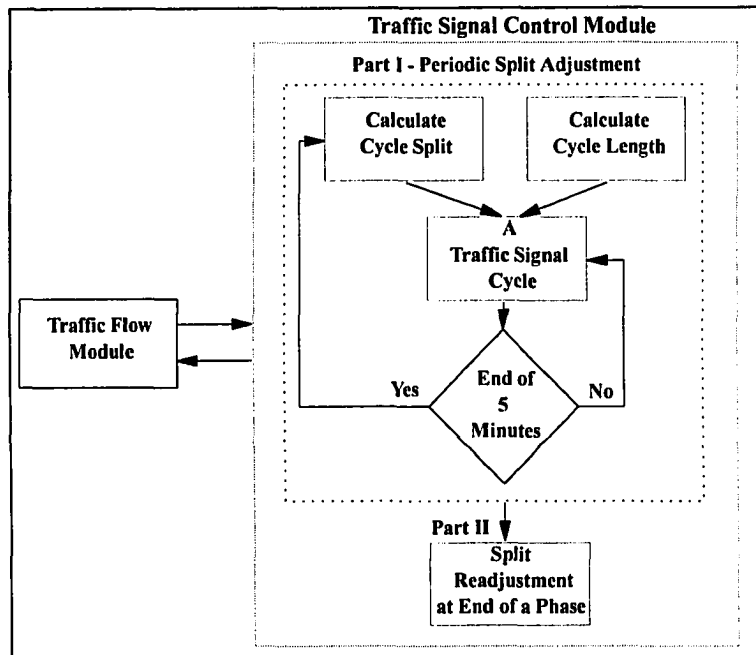 Traffic Signal Control Module
Part I - Periodic Split Adjustment
Calculate
Cycle Split
Calculate
Cycle Length
A
Traffic Signal
Cycle
Traffic Flow
Module
Yes
End of
5
Minutes
No
Part II
Split
Readjustment
at End of a Phase